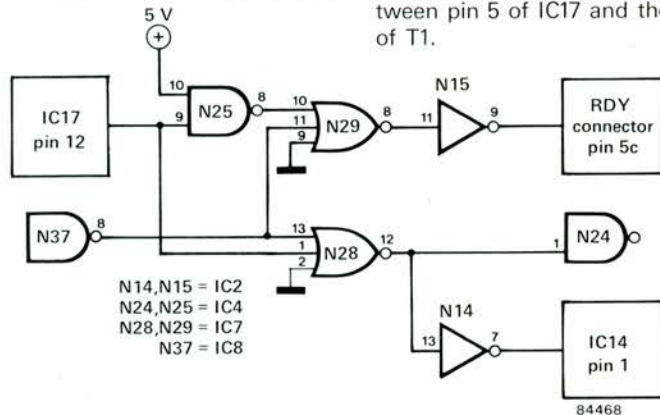 tween pin 5 of IC17 and the
of T1.
5 V
+
10
N25
8
9
IC17
pin 12
10
11
9
N29
8
N15
11
9
RDY
connector
pin 5c
N37
8
13
1
2
N28
12
1
N24
N14
13
7
IC14
pin 1
N14,N15 = IC2
N24,N25 = IC4
N28,N29 = IC7
N37 = IC8
84468